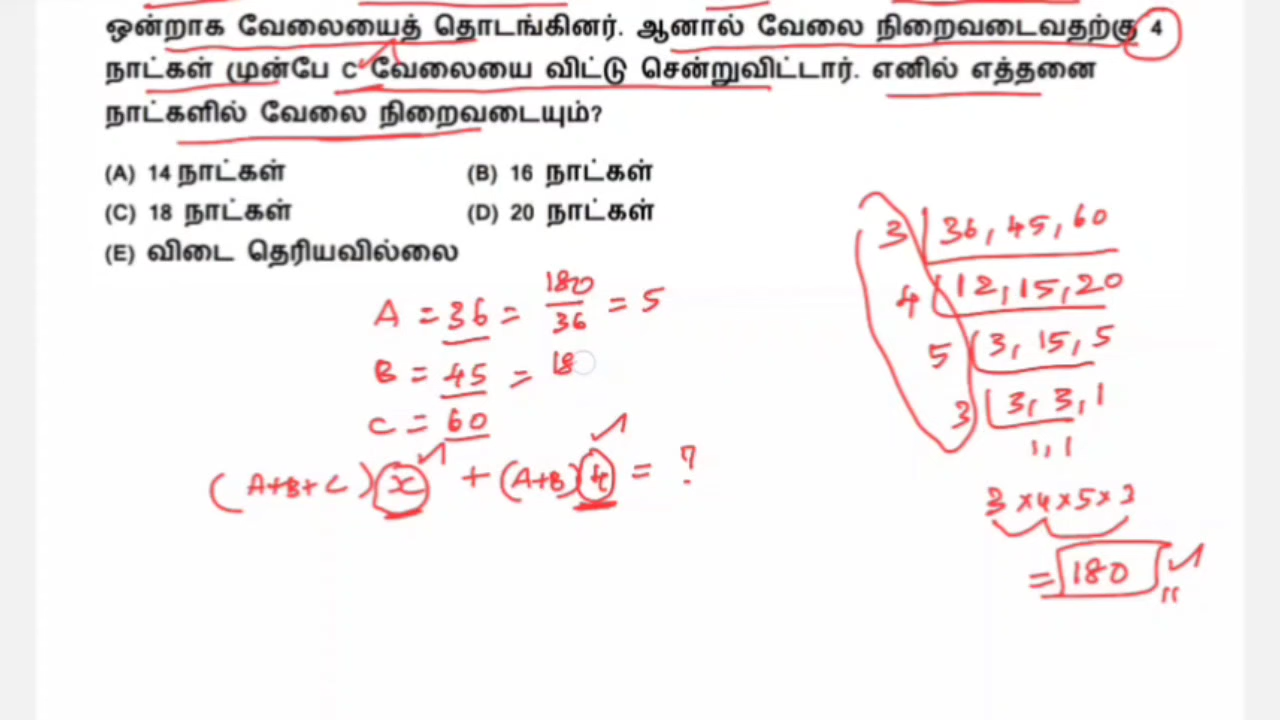 ஒன்றாக வேலையைத் தொடங்கினர். ஆனால் வேலை நிறைவடைவதற்கு 4
நாட்கள் முன்பே C வேலையை விட்டு சென்றுவிட்டார். எனில் எத்தனை
நாட்களில் வேலை நிறைவடையும்?
(A) 14 நாட்கள் (B) 16 நாட்கள்
(C) 18 நாட்கள் (D) 20 நாட்கள்
(E) விடை தெரியவில்லை
A = 36 = 180/36 = 5
B = 45 = 18
C = 60
(A+B+C) x + (A+B) 4 = ?
3 | 36, 45, 60
4 | 12, 15, 20
5 | 3, 15, 5
3 | 3, 3, 1
1, 1
3 x 4 x 5 x 3
= 180